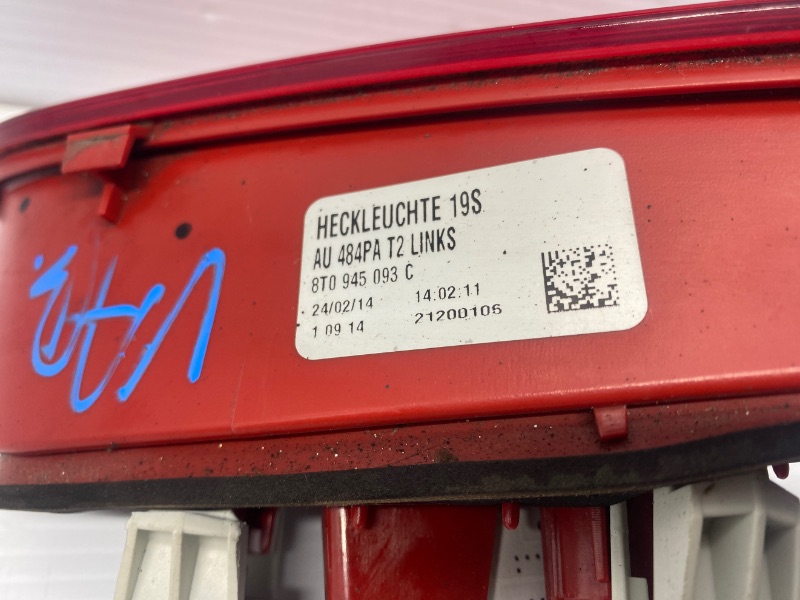 HECKLEUCHTE 19S
AU 484PA T2 LINKS
8T0 945 093 C
24/02/14 14:02:11
1 09 14 21200106